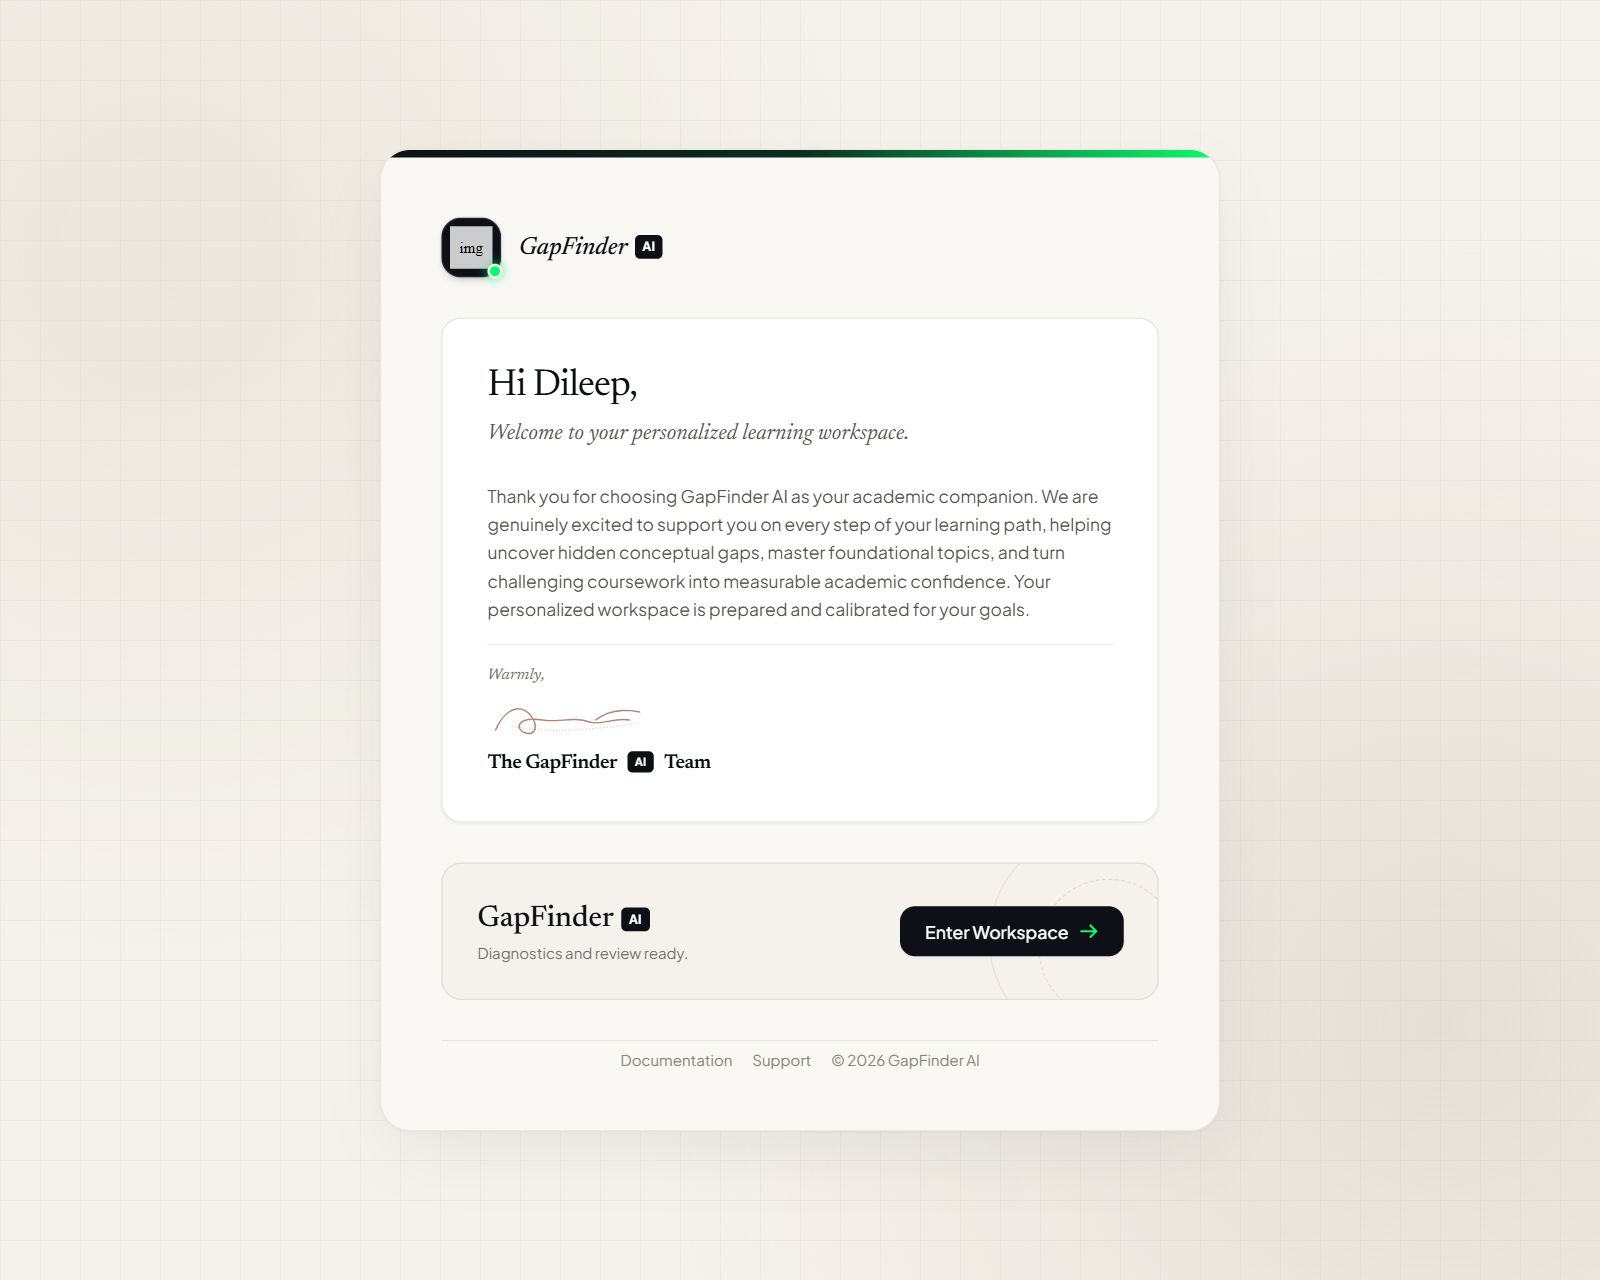 img
GapFinder AI
Hi Dileep,
Welcome to your personalized learning workspace.
Thank you for choosing GapFinder AI as your academic companion. We are
genuinely excited to support you on every step of your learning path, helping
uncover hidden conceptual gaps, master foundational topics, and turn
challenging coursework into measurable academic confidence. Your
personalized workspace is prepared and calibrated for your goals.
Warmly,
The GapFinder AI Team
GapFinder AI
Diagnostics and review ready.
Enter Workspace →
Documentation Support © 2026 GapFinder AI